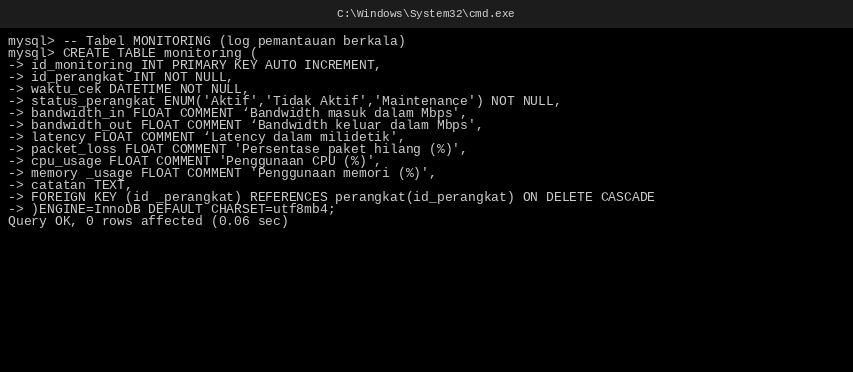 C:\Windows\System32\cmd.exe
mysql> -- Tabel MONITORING (log pemantauan berkala)
mysql> CREATE TABLE monitoring (
-> id_monitoring INT PRIMARY KEY AUTO INCREMENT,
-> id_perangkat INT NOT NULL,
-> waktu_cek DATETIME NOT NULL,
-> status_perangkat ENUM('Aktif','Tidak Aktif','Maintenance') NOT NULL,
-> bandwidth_in FLOAT COMMENT ‘Bandwidth masuk dalam Mbps',
-> bandwidth_out FLOAT COMMENT ‘Bandwidth keluar dalam Mbps',
-> latency FLOAT COMMENT ‘Latency dalam milidetik',
-> packet_loss FLOAT COMMENT 'Persentase paket hilang (%)',
-> cpu_usage FLOAT COMMENT 'Penggunaan CPU (%)',
-> memory _usage FLOAT COMMENT 'Penggunaan memori (%)',
-> catatan TEXT,
-> FOREIGN KEY (id _perangkat) REFERENCES perangkat(id_perangkat) ON DELETE CASCADE
-> )ENGINE=InnoDB DEFAULT CHARSET=utf8mb4;
Query OK, 0 rows affected (0.06 sec)